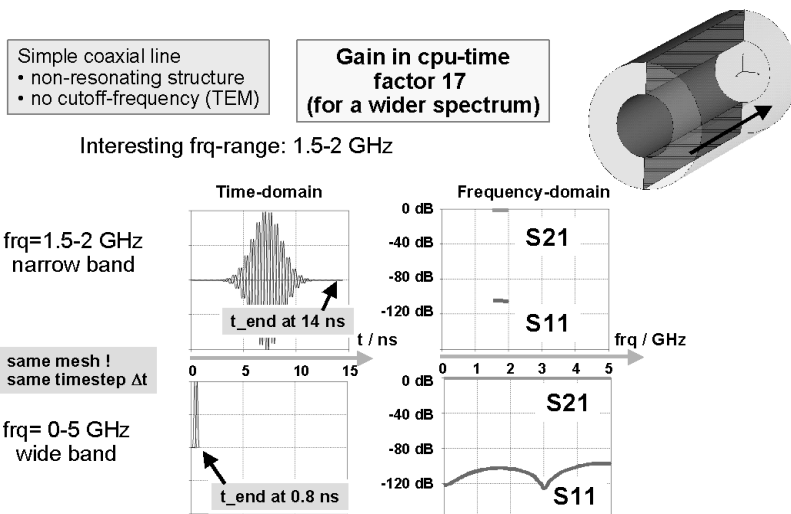 Simple coaxial line
• non-resonating structure
• no cutoff-frequency (TEM)
Gain in cpu-time
factor 17
(for a wider spectrum)
Interesting frq-range: 1.5-2 GHz
Time-domain
Frequency-domain
frq=1.5-2 GHz
narrow band
t_end at 14 ns
t / ns
0 dB
-40 dB
-80 dB
-120 dB
S21
S11
frq / GHz
same mesh !
same timestep Δt
0 5 10 15
0 1 2 3 4 5
frq= 0-5 GHz
wide band
t_end at 0.8 ns
0 dB
-40 dB
-80 dB
-120 dB
S21
S11